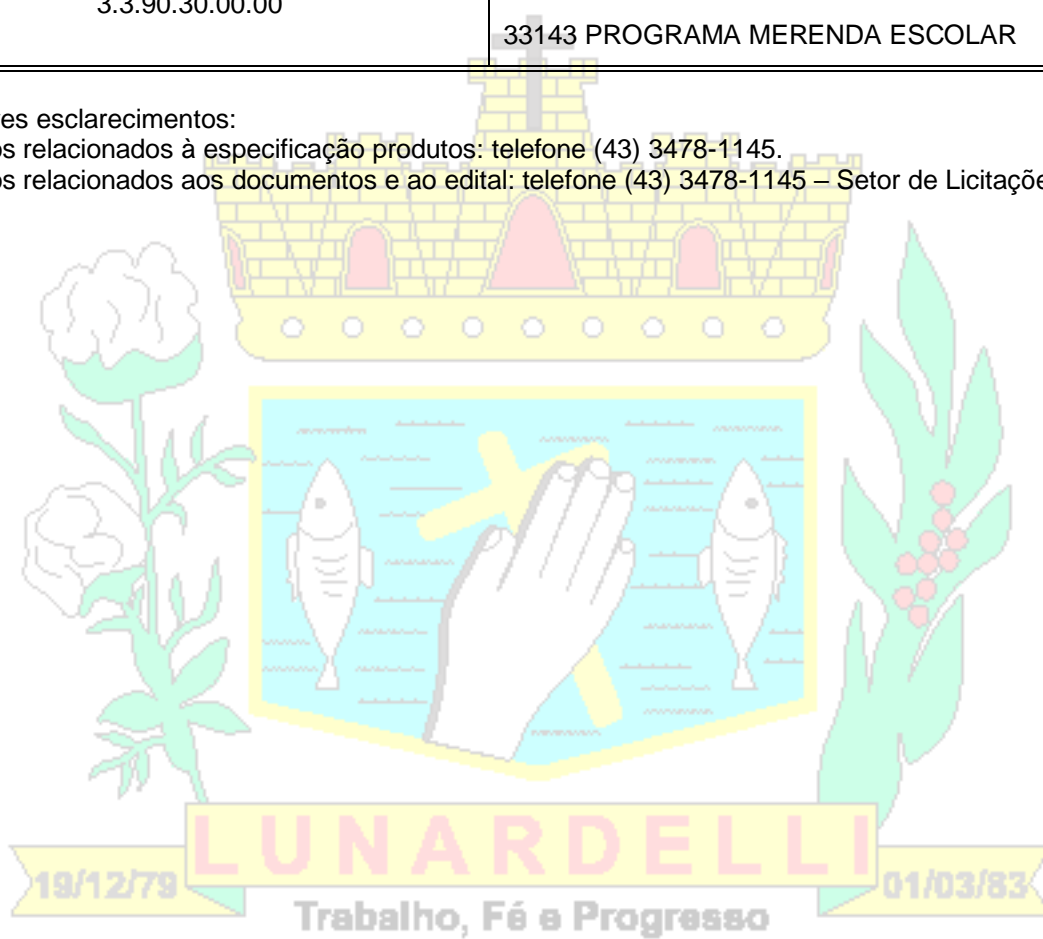 3.3.90.30.00.00
33143 PROGRAMA MERENDA ESCOLAR
es esclarecimentos:
os relacionados à especificação produtos: telefone (43) 3478-1145.
os relacionados aos documentos e ao edital: telefone (43) 3478-1145 – Setor de Licitaçõe
LUNARDELLI
19/12/79
01/03/83
Trabalho, Fé e Progresso